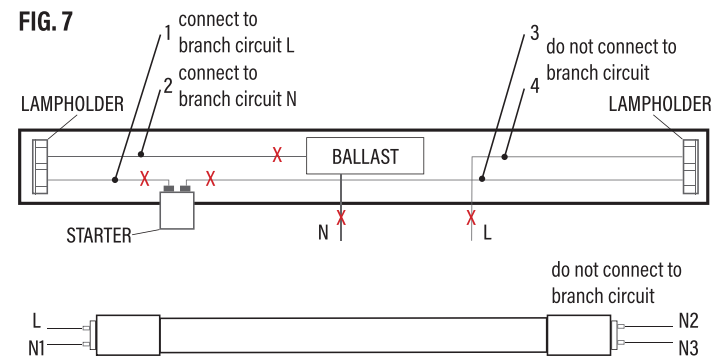 FIG. 7
1 connect to
branch circuit L
2 connect to
branch circuit N
3 do not connect to
4 branch circuit
LAMPHOLDER
LAMPHOLDER
X
BALLAST
X
X
X
X
N
L
STARTER
do not connect to
branch circuit
L
N1
N2
N3